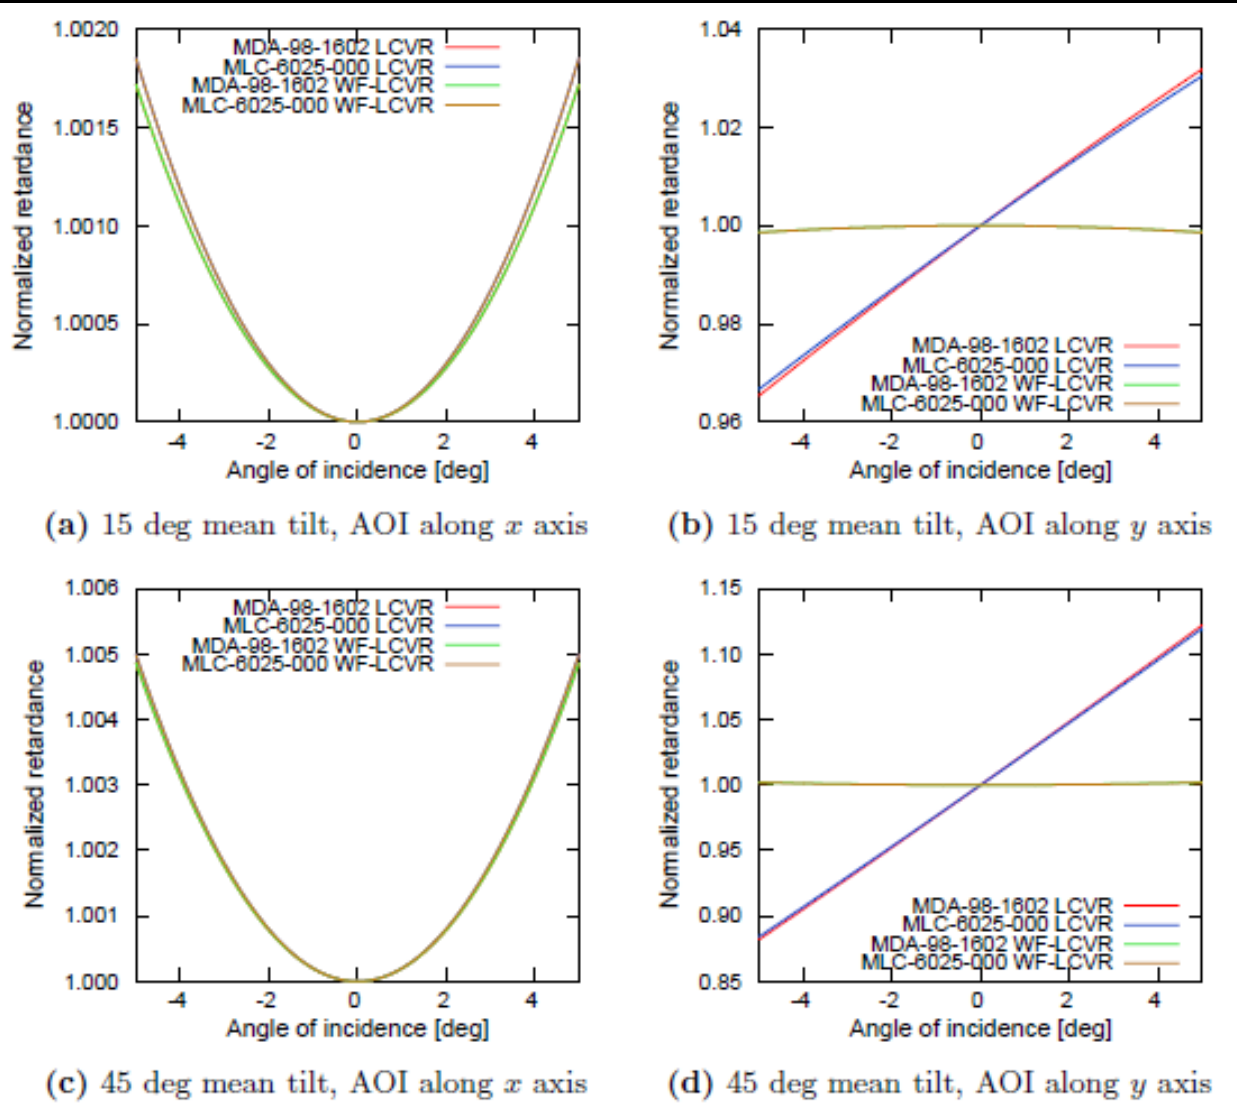 1.0020
1.0015
1.0010
1.0005
1.0000
Normalized retardance
MDA-98-1602 LCVR
MLC-6025-000 LCVR
MDA-98-1602 WF-LCVR
MLC-6025-000 WF-LCVR
-4 -2 0 2 4
Angle of incidence [deg]
(a) 15 deg mean tilt, AOI along x axis
1.04
1.02
1.00
0.98
0.96
Normalized retardance
MDA-98-1602 LCVR
MLC-6025-000 LCVR
MDA-98-1602 WF-LCVR
MLC-6025-000 WF-LCVR
-4 -2 0 2 4
Angle of incidence [deg]
(b) 15 deg mean tilt, AOI along y axis
1.006
1.005
1.004
1.003
1.002
1.001
1.000
Normalized retardance
MDA-98-1602 LCVR
MLC-6025-000 LCVR
MDA-98-1602 WF-LCVR
MLC-6025-000 WF-LCVR
-4 -2 0 2 4
Angle of incidence [deg]
(c) 45 deg mean tilt, AOI along x axis
1.15
1.10
1.05
1.00
0.95
0.90
0.85
Normalized retardance
MDA-98-1602 LCVR
MLC-6025-000 LCVR
MDA-98-1602 WF-LCVR
MLC-6025-000 WF-LCVR
-4 -2 0 2 4
Angle of incidence [deg]
(d) 45 deg mean tilt, AOI along y axis